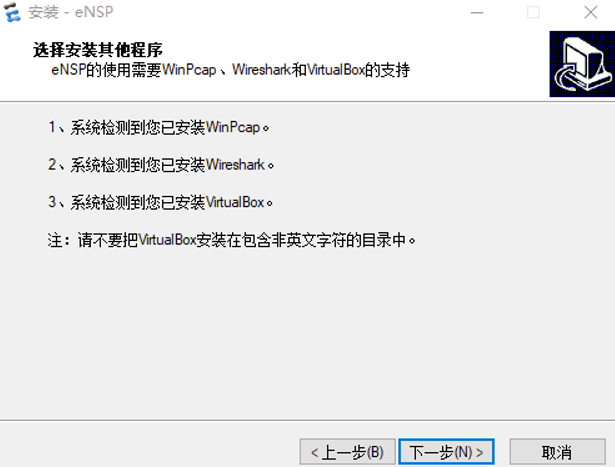 安装 - eNSP
选择安装其他程序
eNSP的使用需要WinPcap、Wireshark和VirtualBox的支持
1、系统检测到您已安装WinPcap。
2、系统检测到您已安装Wireshark。
3、系统检测到您已安装VirtualBox。
注：请不要把VirtualBox安装在包含非英文字符的目录中。
< 上一步(B)
下一步(N) >
取消